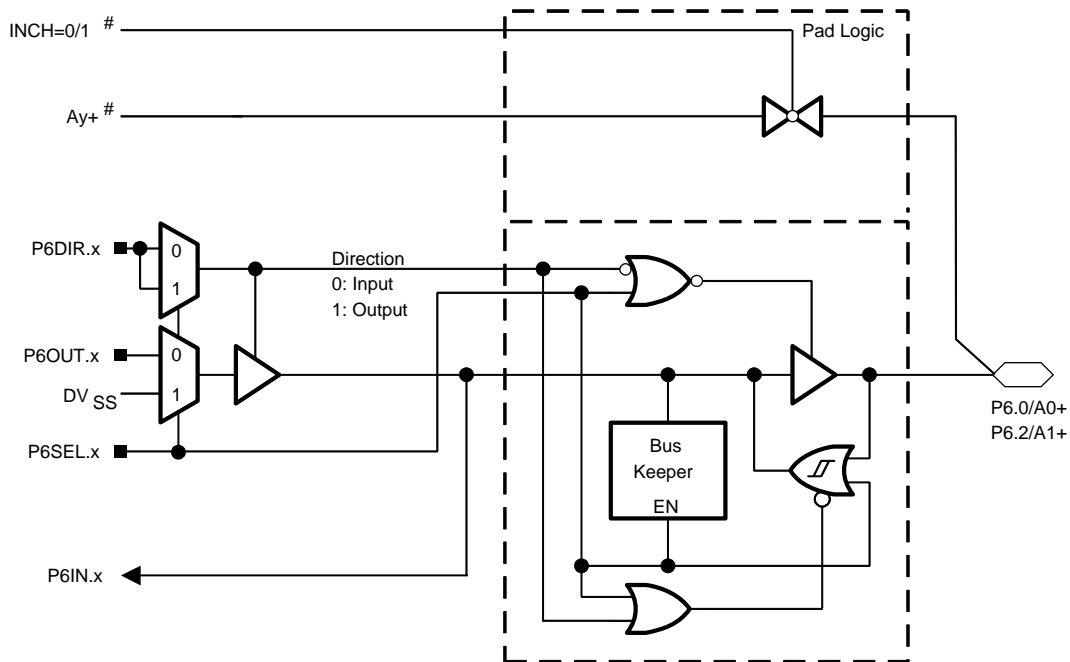 INCH=0/1 #
Pad Logic
Ay+ #
P6DIR.x
0
1
Direction
0: Input
1: Output
P6OUT.x
0
DV SS
1
P6SEL.x
Bus
Keeper
EN
P6.0/A0+
P6.2/A1+
P6IN.x